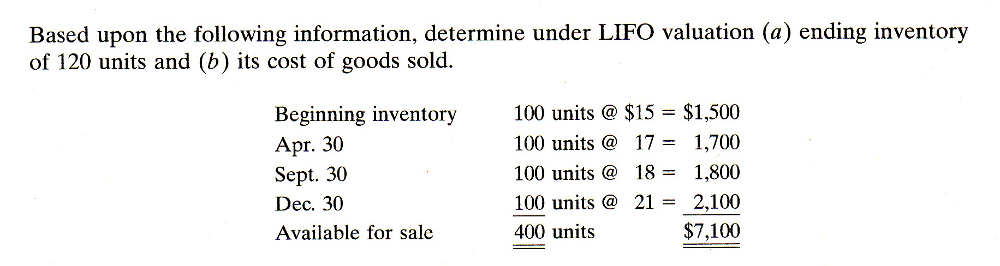 Based upon the following information, determine under LIFO valuation (a) ending inventory
of 120 units and (b) its cost of goods sold.
Beginning inventory 100 units @ $15 = $1,500
Apr. 30 100 units @ 17 = 1,700
Sept. 30 100 units @ 18 = 1,800
Dec. 30 100 units @ 21 = 2,100
Available for sale 400 units $7,100